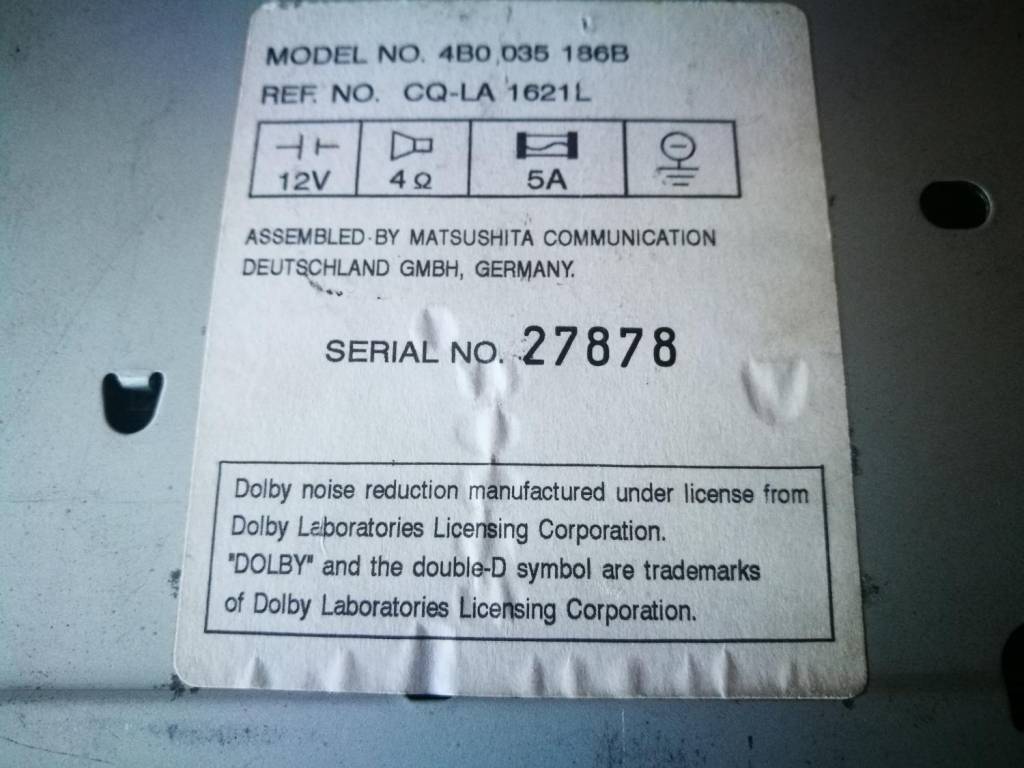 MODEL NO. 4B0 035 186B
REF. NO. CQ-LA 1621L
12V 4 Ω 5A
ASSEMBLED BY MATSUSHITA COMMUNICATION
DEUTSCHLAND GMBH, GERMANY.
SERIAL NO. 27878
Dolby noise reduction manufactured under license from
Dolby Laboratories Licensing Corporation.
"DOLBY" and the double-D symbol are trademarks
of Dolby Laboratories Licensing Corporation.